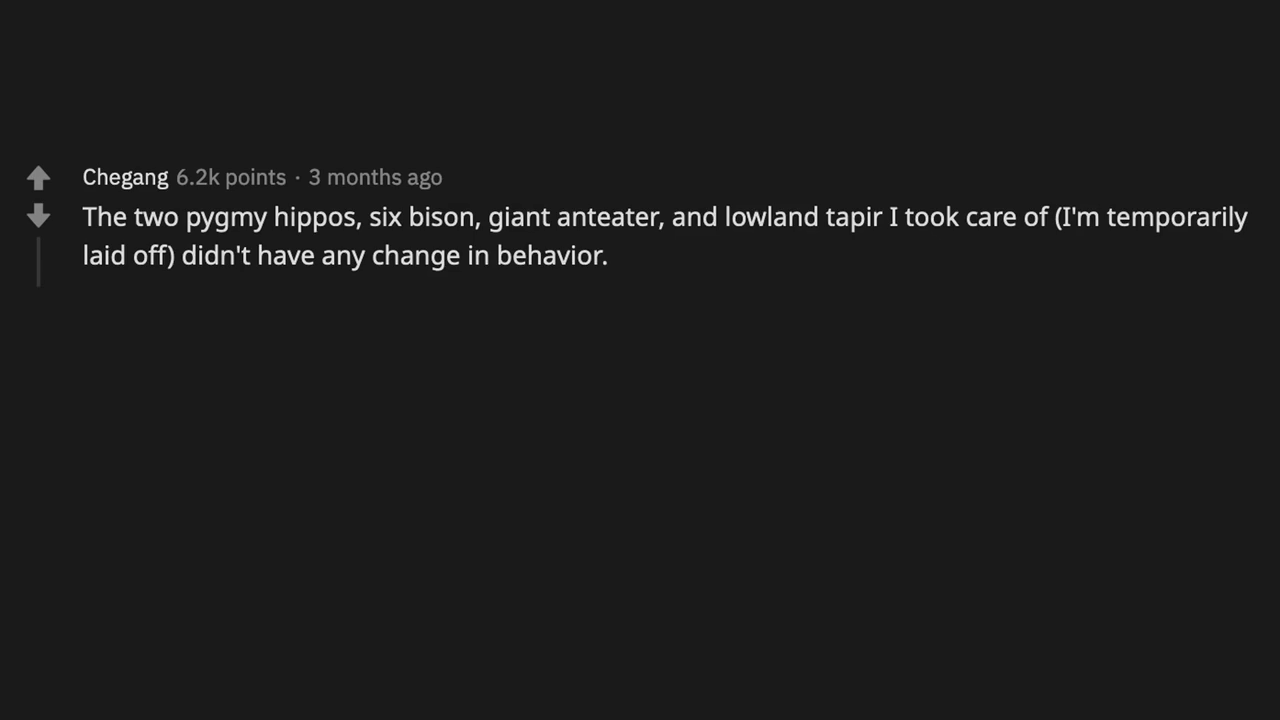 Chegang 6.2k points · 3 months ago
The two pygmy hippos, six bison, giant anteater, and lowland tapir I took care of (I'm temporarily
laid off) didn't have any change in behavior.